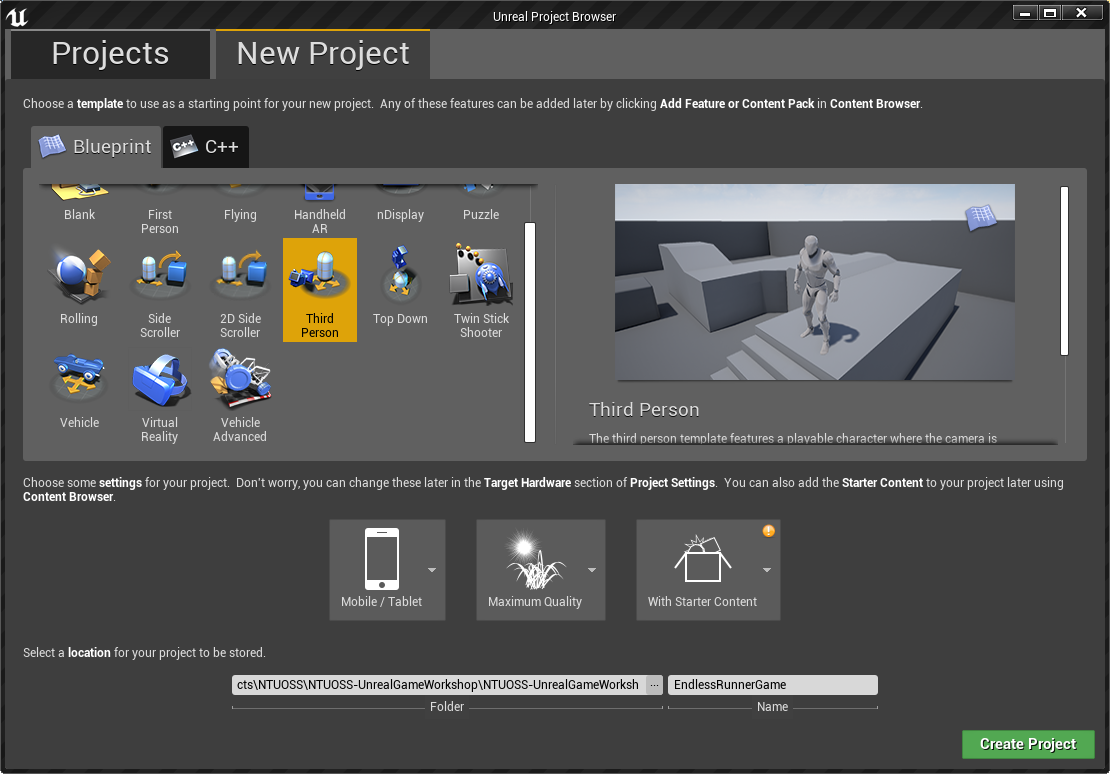 Unreal Project Browser
Projects
New Project
Choose a template to use as a starting point for your new project. Any of these features can be added later by clicking Add Feature or Content Pack in Content Browser.
Blueprint
C++
C++
Blank
First
Person
Flying
Handheld
AR
nDisplay
Puzzle
Rolling
Side
Scroller
2D Side
Scroller
Third
Person
Top Down
Twin Stick
Shooter
Vehicle
Virtual
Reality
Vehicle
Advanced
Third Person
The third person template features a playable character where the camera is
Choose some settings for your project. Don't worry, you can change these later in the Target Hardware section of Project Settings. You can also add the Starter Content to your project later using
Content Browser.
Mobile / Tablet
Maximum Quality
With Starter Content
Select a location for your project to be stored.
cts\NTUOSS\NTUOSS-UnrealGameWorkshop\NTUOSS-UnrealGameWorksh
...
EndlessRunnerGame
Folder
Name
Create Project